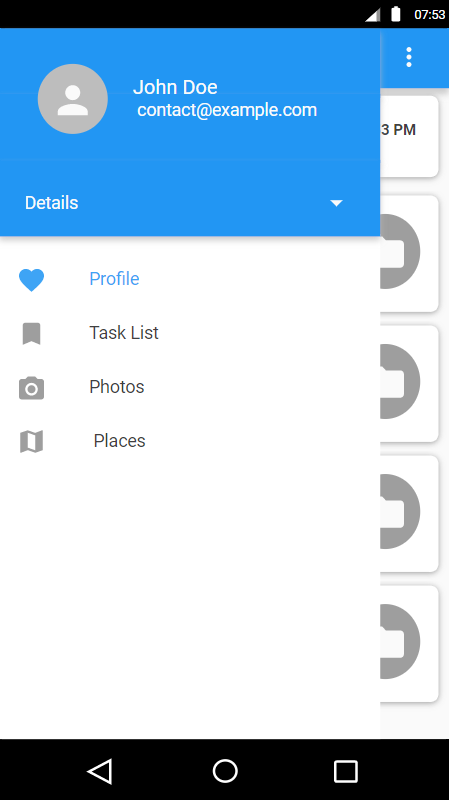 07:53
John Doe
contact@example.com
3 PM
Details
Profile
Task List
Photos
Places